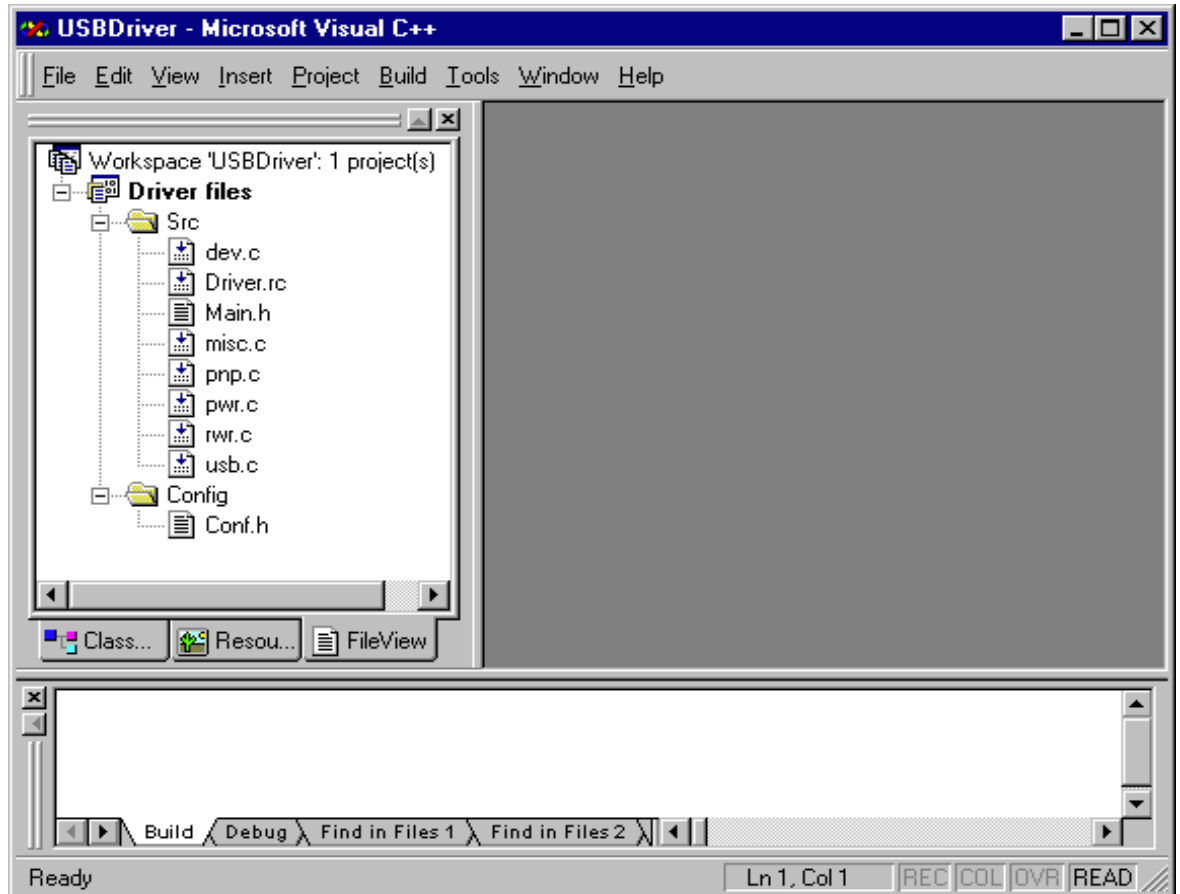 USBDriver - Microsoft Visual C++
File Edit View Insert Project Build Tools Window Help
Workspace 'USBDriver': 1 project(s)
Driver files
Src
dev.c
Driver.rc
Main.h
misc.c
pnp.c
pwr.c
rwr.c
usb.c
Config
Conf.h
Class... Resou... FileView
Build Debug Find in Files 1 Find in Files 2
Ready Ln 1, Col 1 REC COL OVR READ